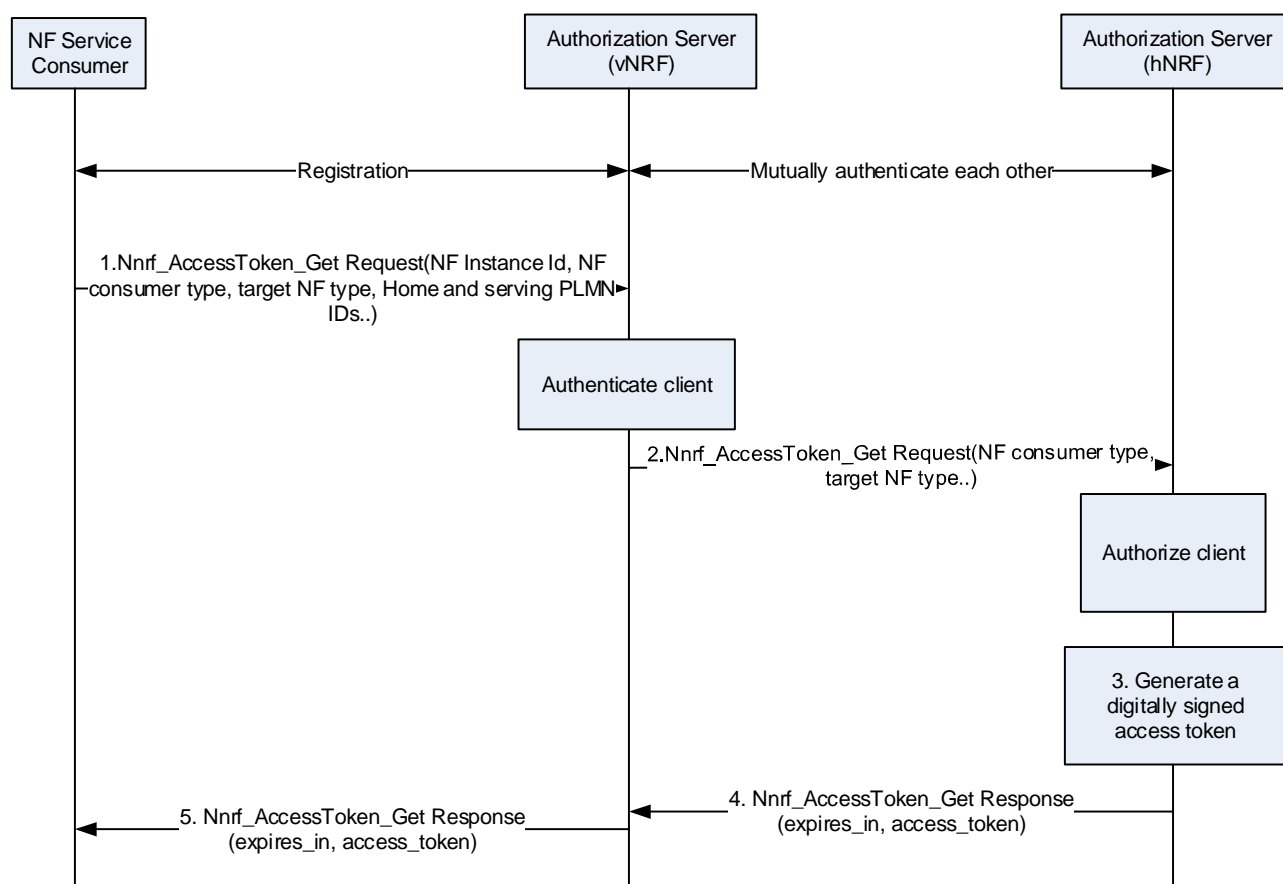 NF Service
Consumer
Authorization Server
(vNRF)
Authorization Server
(hNRF)
Registration
Mutually authenticate each other
1.Nnrf_AccessToken_Get Request(NF Instance Id, NF
consumer type, target NF type, Home and serving PLMN
IDs..)
Authenticate client
2.Nnrf_AccessToken_Get Request(NF consumer type,
target NF type..)
Authorize client
3. Generate a
digitally signed
access token
4. Nnrf_AccessToken_Get Response
(expires_in, access_token)
5. Nnrf_AccessToken_Get Response
(expires_in, access_token)